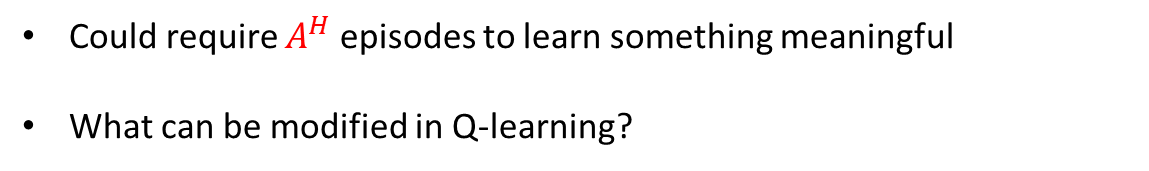 • Could require A^H episodes to learn something meaningful
• What can be modified in Q-learning?